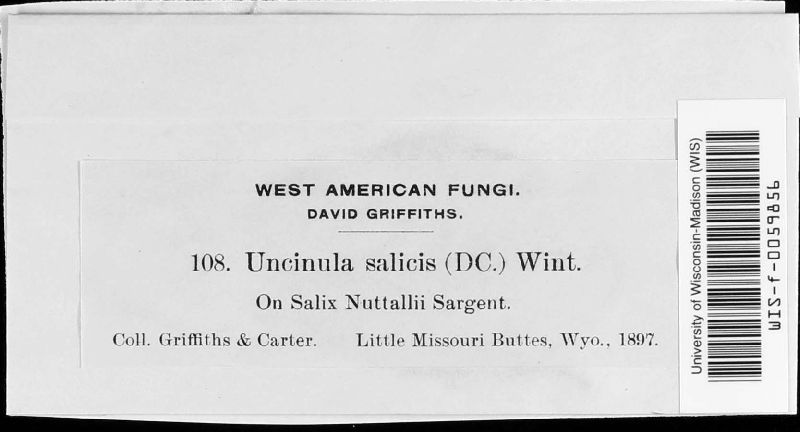 WEST AMERICAN FUNGI.
DAVID GRIFFITHS.
108. Uncinula salicis (DC.) Wint.
On Salix Nuttallii Sargent.
Coll. Griffiths & Carter. Little Missouri Buttes, Wyo., 1897.
University of Wisconsin-Madison (WIS)
WIS-f-0059856